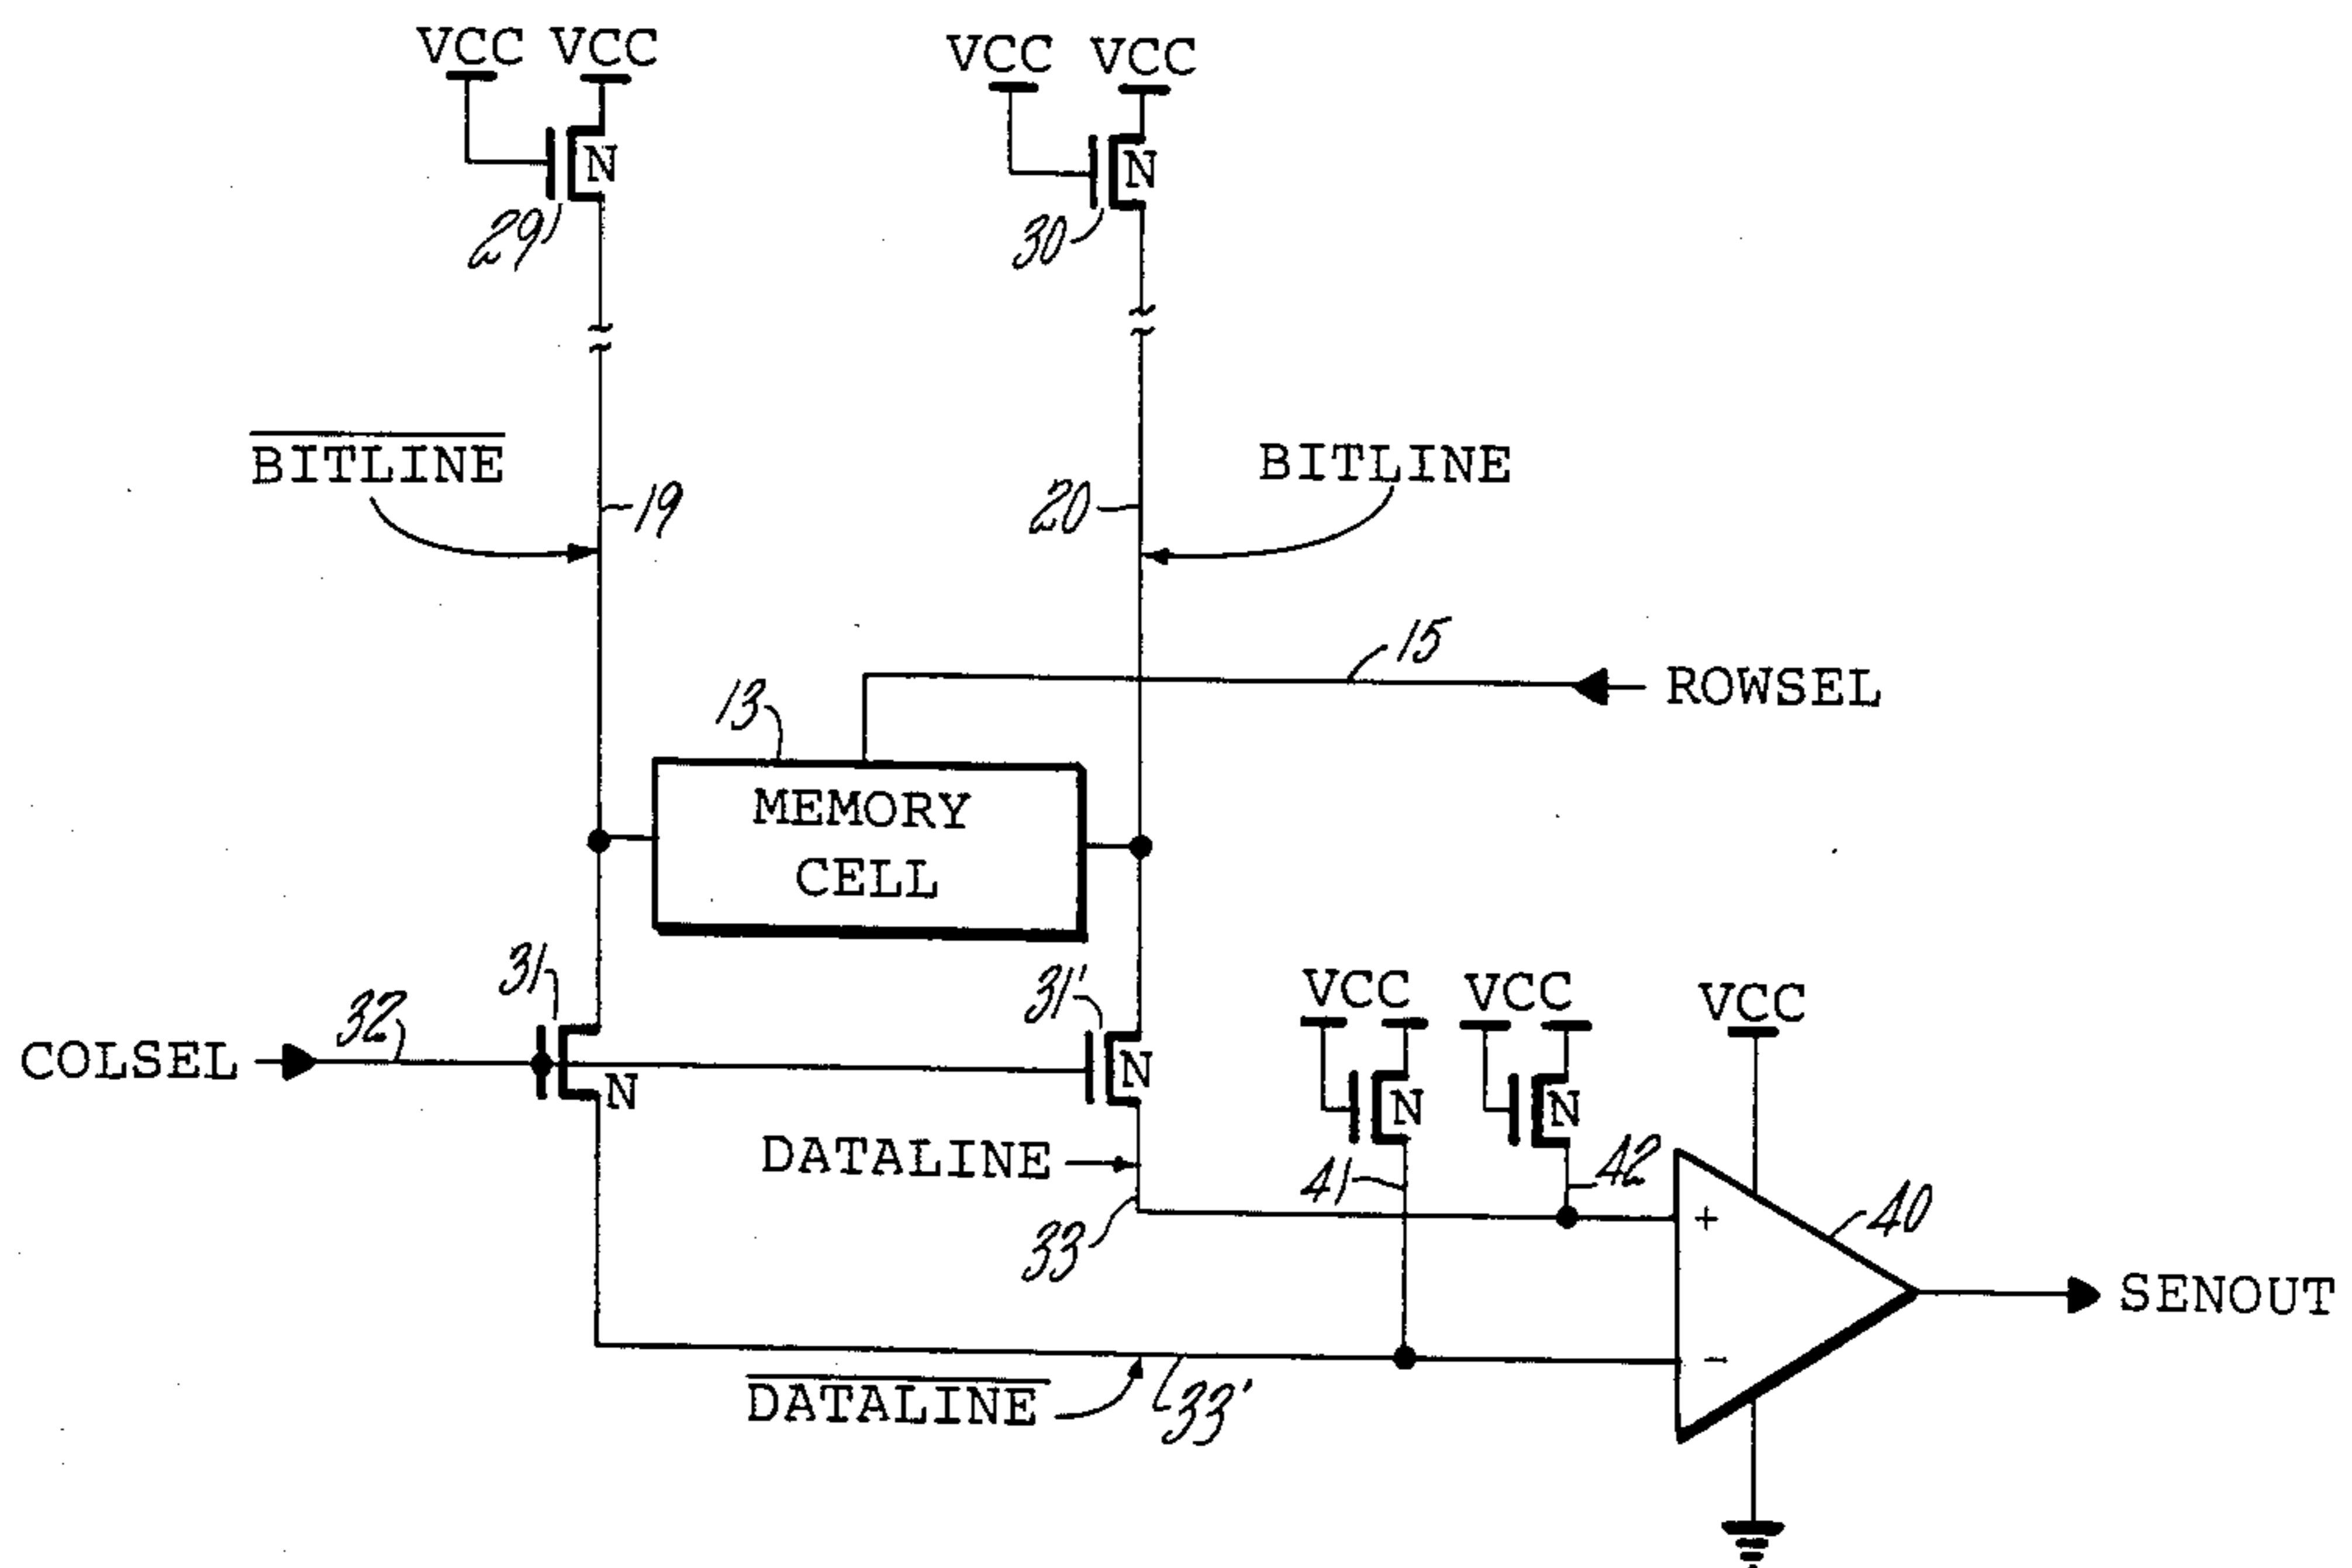 VCC VCC
VCC VCC
N
N
29
30
BITLINE
BITLINE
19
20
15
ROWSEL
13
MEMORY
CELL
31
31'
VCC VCC
VCC
32
COLSEL
N
N
N
N
DATALINE
41
42
33
+
40
SENOUT
−
DATALINE
33'